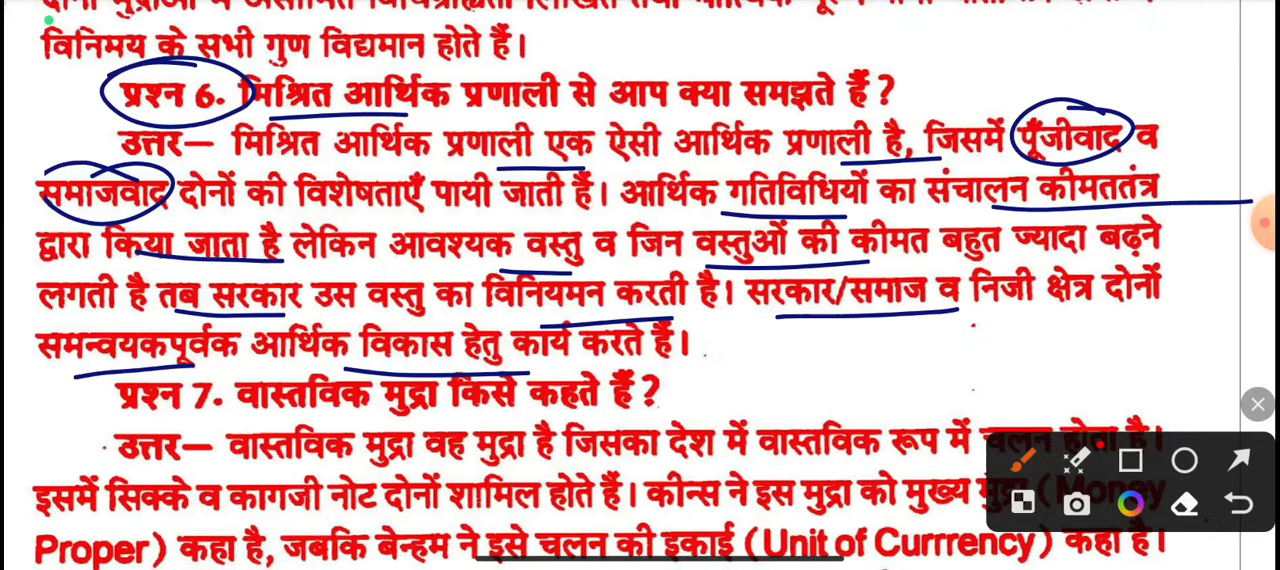 विनिमय के सभी गुण विद्यमान होते हैं।
प्रश्न 6. मिश्रित आर्थिक प्रणाली से आप क्या समझते हैं?
उत्तर— मिश्रित आर्थिक प्रणाली एक ऐसी आर्थिक प्रणाली है, जिसमें पूँजीवाद व
समाजवाद दोनों की विशेषताएँ पायी जाती हैं। आर्थिक गतिविधियों का संचालन कीमततंत्र
द्वारा किया जाता है लेकिन आवश्यक वस्तु व जिन वस्तुओं की कीमत बहुत ज्यादा बढ़ने
लगती है तब सरकार उस वस्तु का विनियमन करती है। सरकार/समाज व निजी क्षेत्र दोनों
समन्वयकपूर्वक आर्थिक विकास हेतु कार्य करते हैं।
प्रश्न 7. वास्तविक मुद्रा किसे कहते हैं?
उत्तर— वास्तविक मुद्रा वह मुद्रा है जिसका देश में वास्तविक रूप में चलन होता है।
इसमें सिक्के व कागजी नोट दोनों शामिल होते हैं। कीन्स ने इस मुद्रा को मुख्य मुद्रा (Money
Proper) कहा है, जबकि बेन्हम ने इसे चलन की इकाई (Unit of Currrency) कहा है।